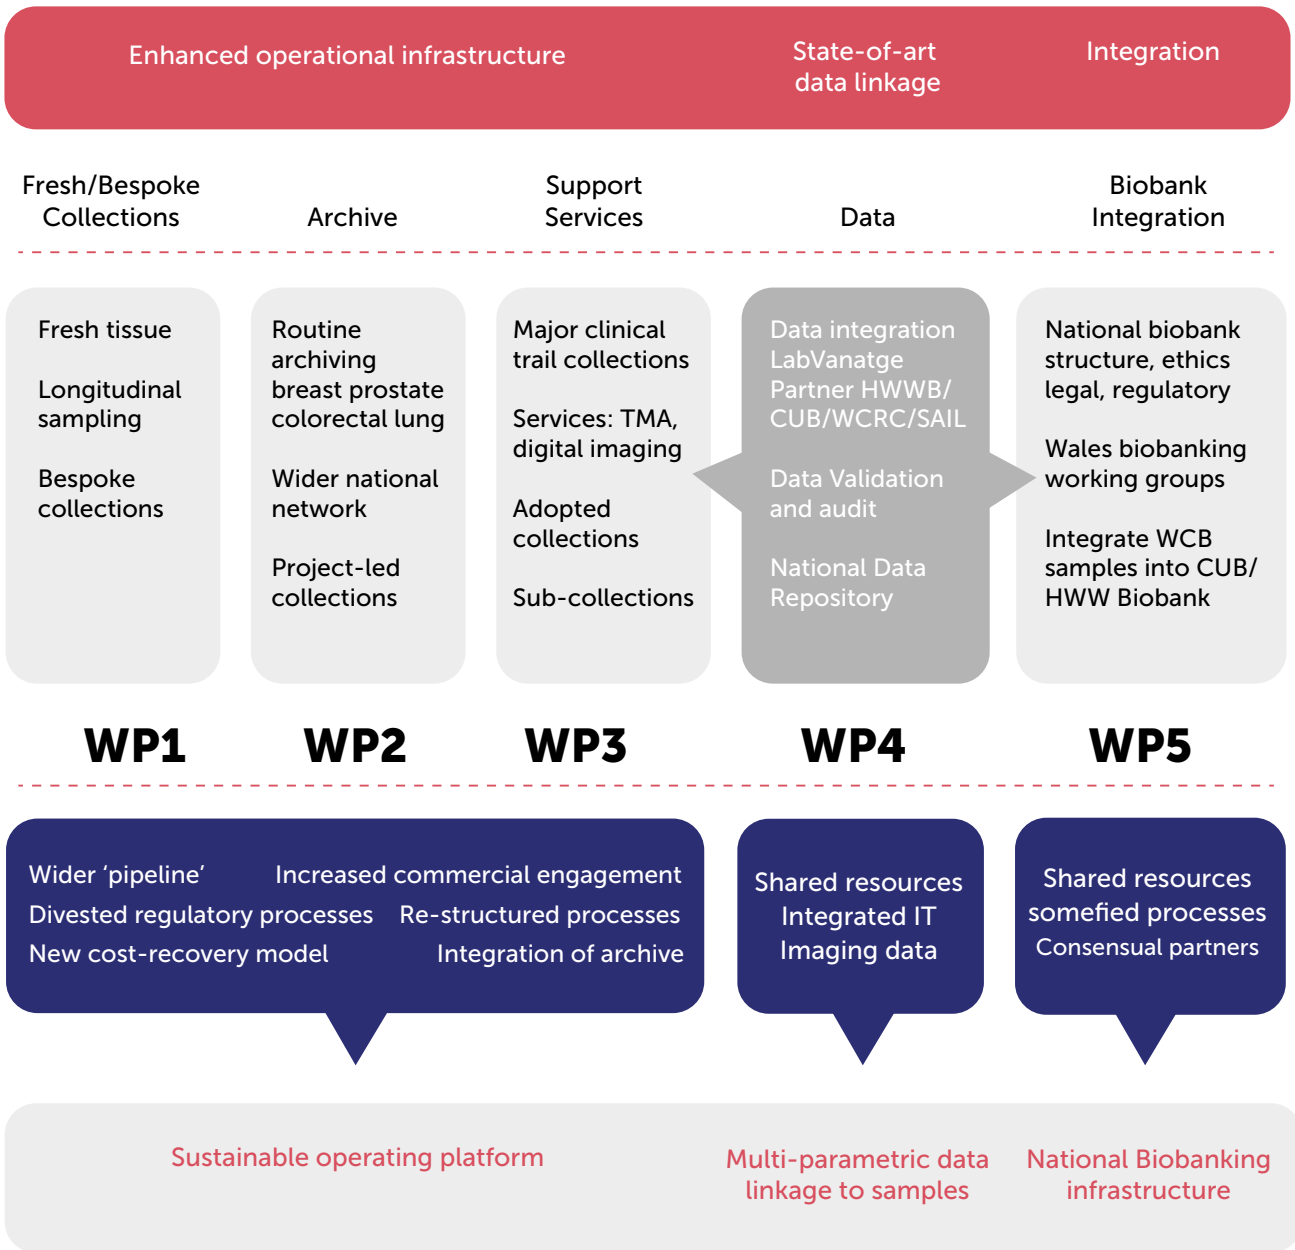 Enhanced operational infrastructure
State-of-art
data linkage
Integration
Fresh/Bespoke
Collections
Archive
Support
Services
Data
Biobank
Integration
Fresh tissue
Longitudinal
sampling
Bespoke
collections
Routine
archiving
breast prostate
colorectal lung
Wider national
network
Project-led
collections
Major clinical
trail collections
Services: TMA,
digital imaging
Adopted
collections
Sub-collections
Data integration
LabVanatge
Partner HWWB/
CUB/WCRC/SAIL
Data Validation
and audit
National Data
Repository
National biobank
structure, ethics
legal, regulatory
Wales biobanking
working groups
Integrate WCB
samples into CUB/
HWW Biobank
WP1
WP2
WP3
WP4
WP5
Wider ‘pipeline’ Increased commercial engagement
Divested regulatory processes Re-structured processes
New cost-recovery model Integration of archive
Shared resources
Integrated IT
Imaging data
Shared resources
somefied processes
Consensual partners
Sustainable operating platform
Multi-parametric data
linkage to samples
National Biobanking
infrastructure